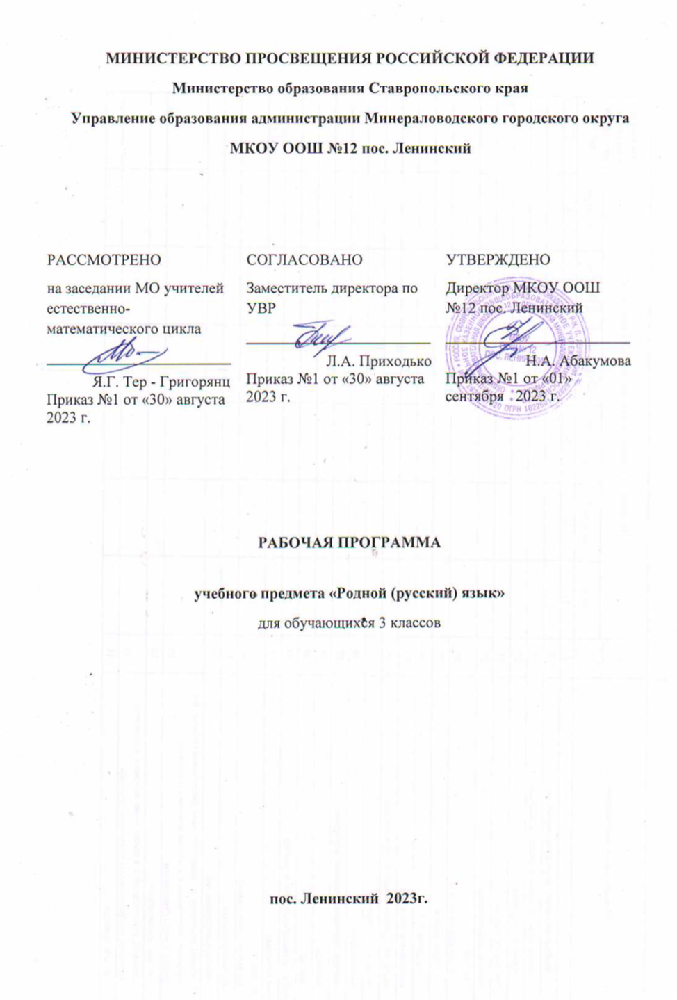 МИНИСТЕРСТВО ПРОСВЕЩЕНИЯ РОССИЙСКОЙ ФЕДЕРАЦИИ
Министерство образования Ставропольского края
Управление образования администрации Минераловодского городского округа
МКОУ ООШ №12 пос. Ленинский
РАССМОТРЕНО
на заседании МО учителей
естественно-
математического цикла
Я.Г. Тер - Григорянц
Приказ №1 от «30» августа
2023 г.
СОГЛАСОВАНО
Заместитель директора по
УВР
Л.А. Приходько
Приказ №1 от «30» августа
2023 г.
УТВЕРЖДЕНО
Директор МКОУ ООШ
№12 пос. Ленинский
Н.А. Абакумова
Приказ №1 от «01»
сентября 2023 г.
РАБОЧАЯ ПРОГРАММА
учебного предмета «Родной (русский) язык»
для обучающихся 3 классов
пос. Ленинский 2023г.